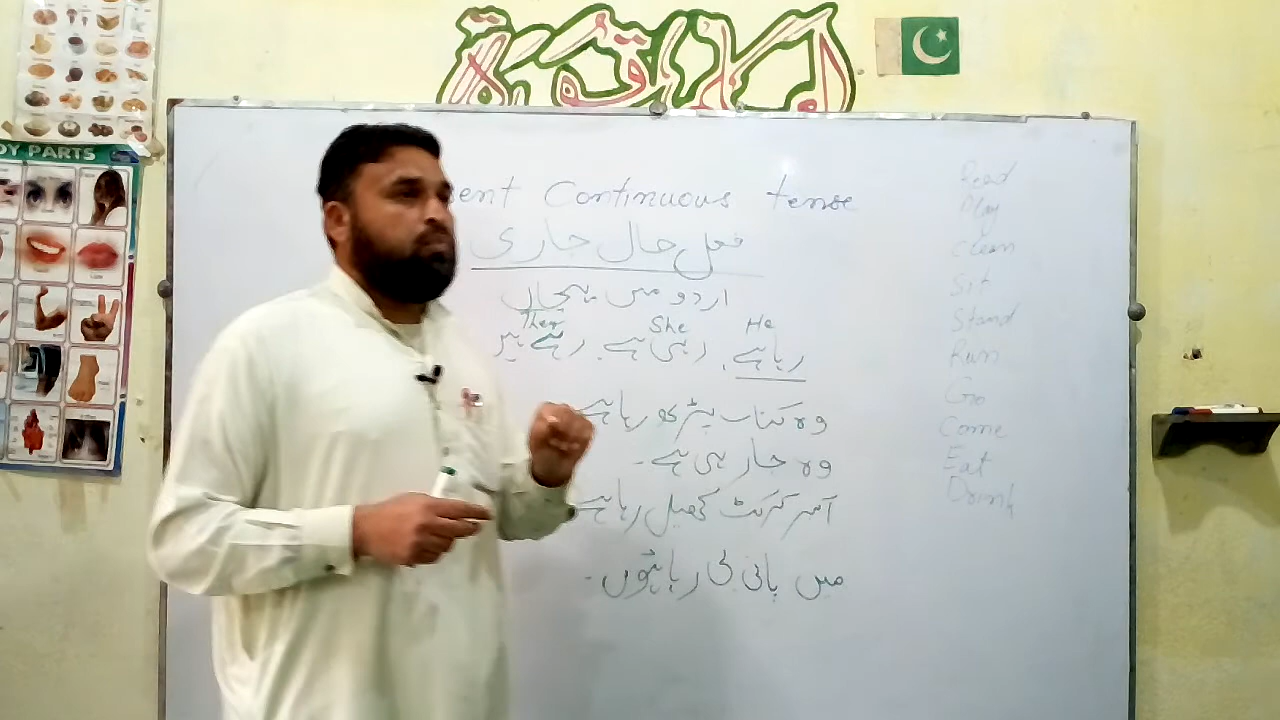 DY PARTS
ent Continuous tense
فعل حال جاری
اردو میں پہچان
He She They
رہا ہے، رہی ہے، رہے ہیں
وہ کتاب پڑھ رہا ہے
وہ جا رہی ہے۔
کرکٹ کھیل رہا ہے
میں پانی پی رہا ہوں۔
Read
Play
Clean
Sit
Stand
Run
Go
Come
Eat
Drink